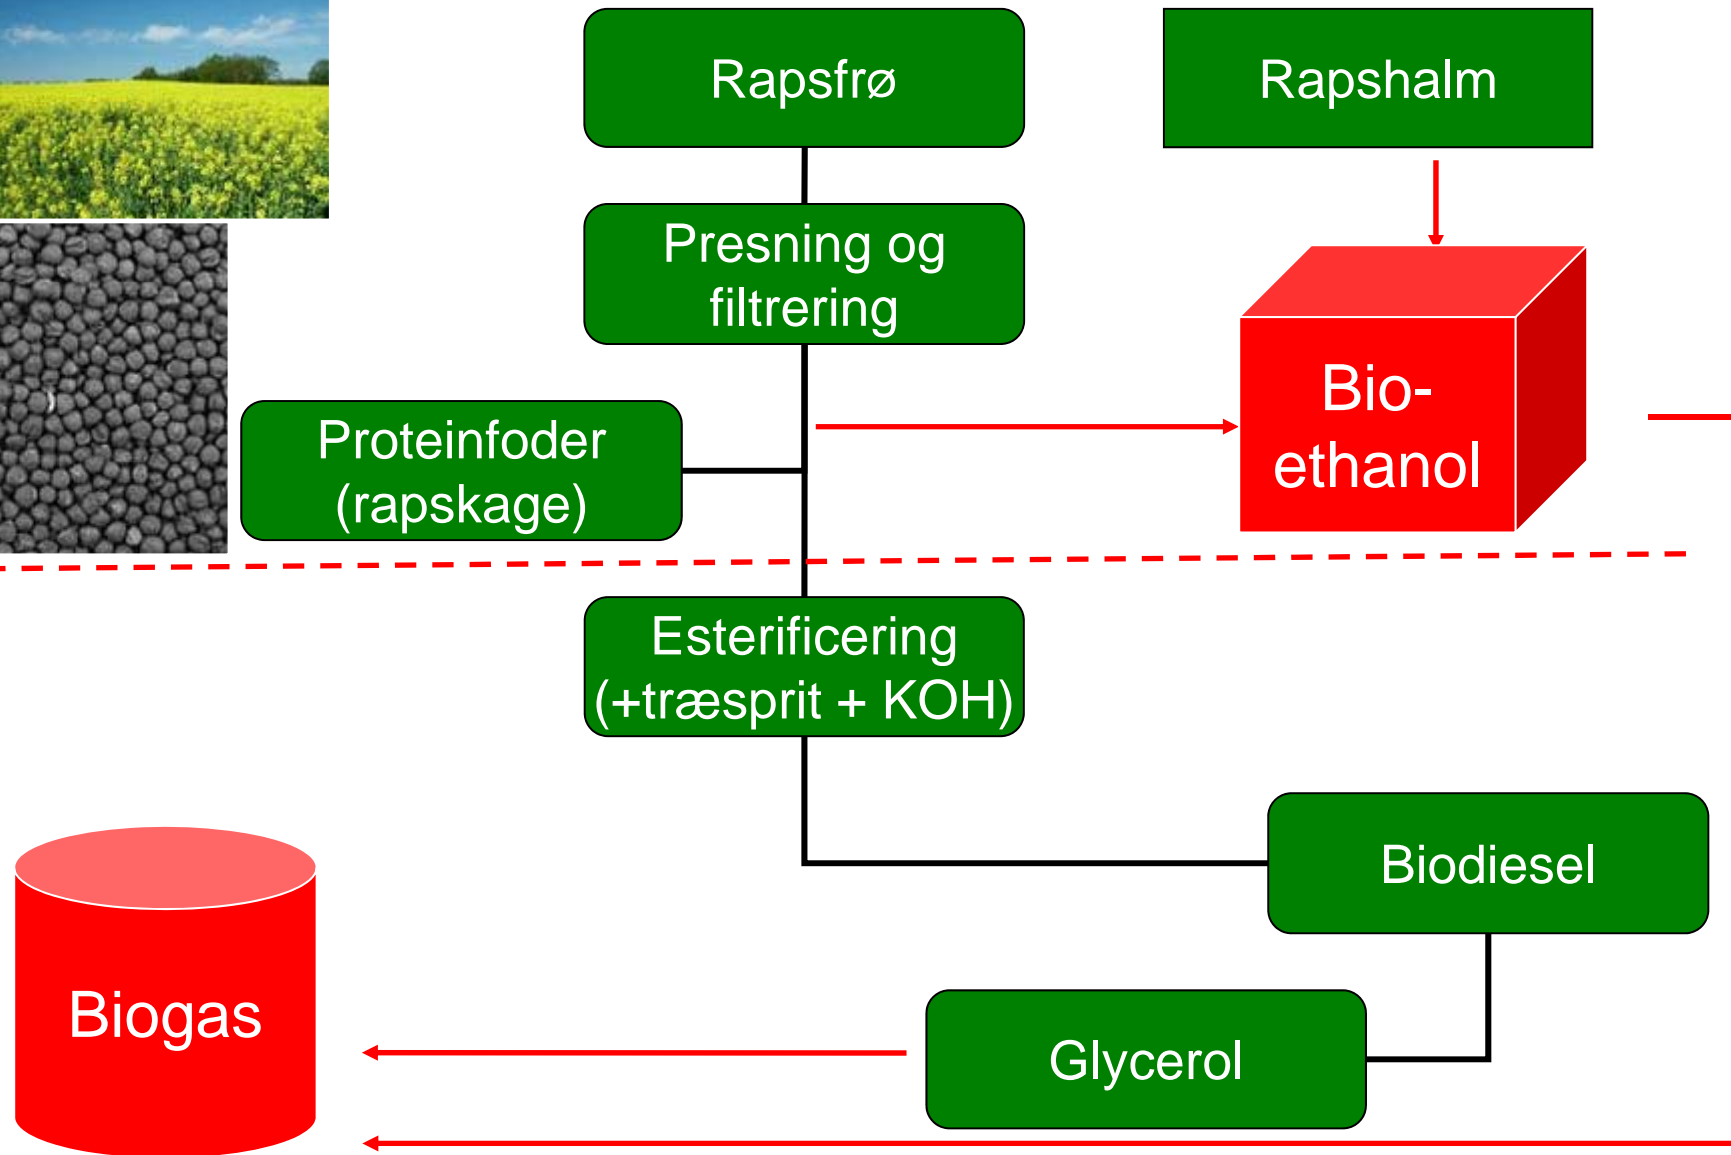 Rapsfrø
Rapshalm
Presning og
filtrering
Bio-
ethanol
Proteinfoder
(rapskage)
Esterificering
(+træsprit + KOH)
Biodiesel
Biogas
Glycerol